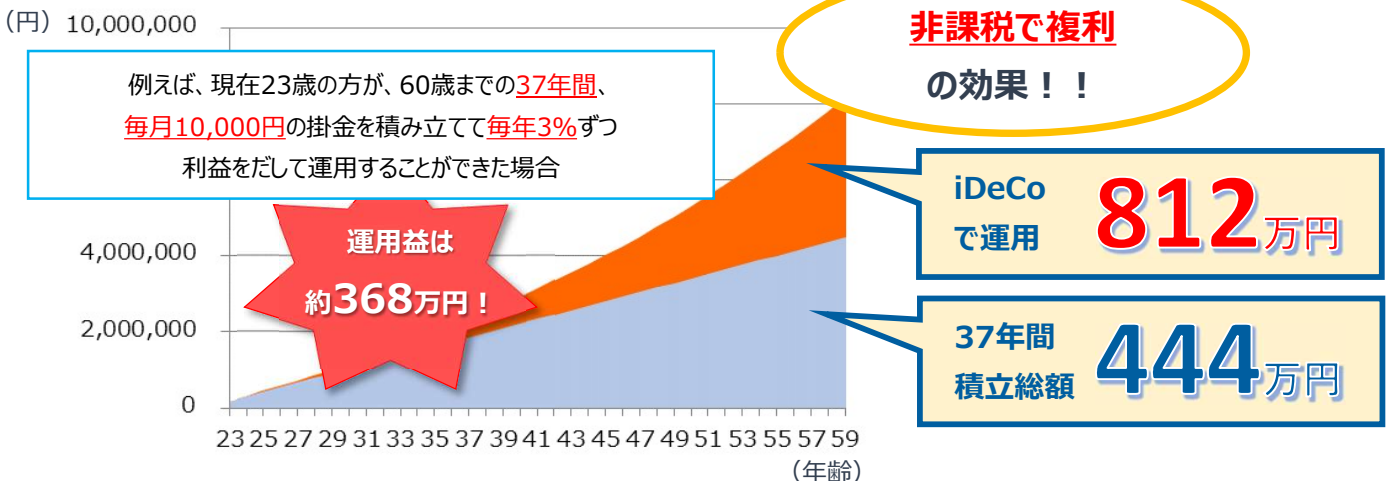 （円）
10,000,000
4,000,000
2,000,000
0
例えば、現在23歳の方が、60歳までの37年間、
毎月10,000円の掛金を積み立てて毎年3%ずつ
利益をだして運用することができた場合
非課税で複利
の効果！！
運用益は
約368万円！
iDeCo
で運用
812万円
37年間
積立総額
444万円
23 25 27 29 31 33 35 37 39 41 43 45 47 49 51 53 55 57 59
（年齢）